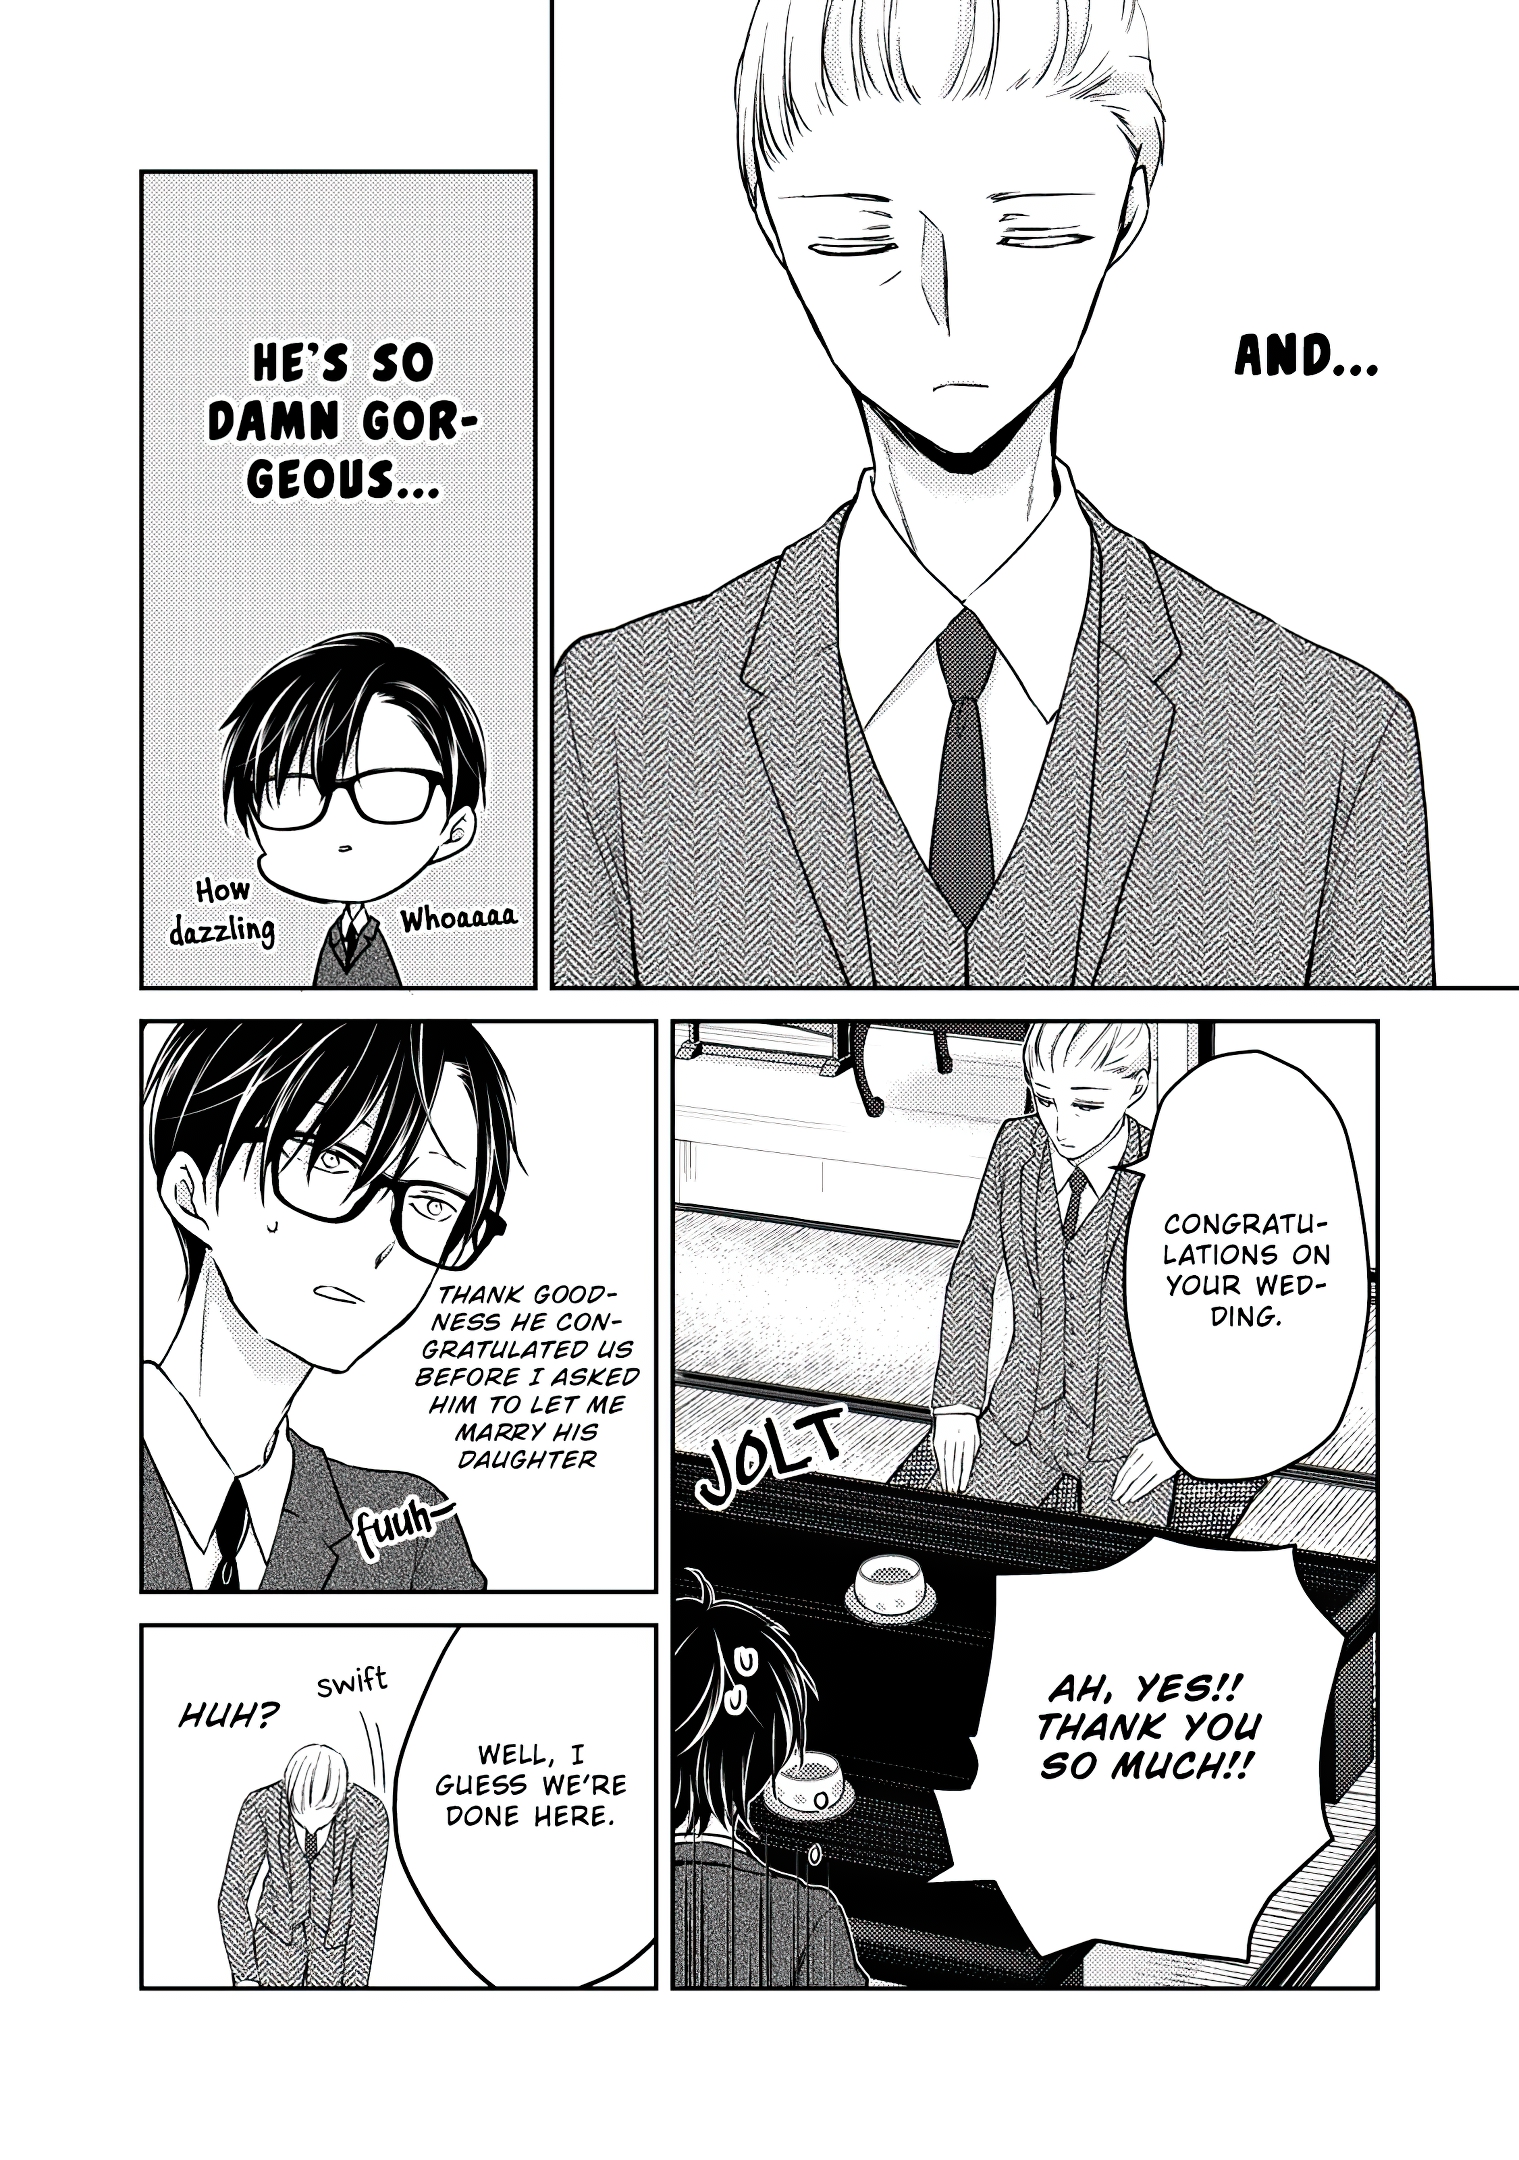 AND...
HE'S SO
DAMN GOR-
GEOUS...
How
dazzling
Whoaaaa
CONGRATU-
LATIONS ON
YOUR WED-
DING.
JOLT
AH, YES!!
THANK YOU
SO MUCH!!
THANK GOOD-
NESS HE CON-
GRATULATED US
BEFORE I ASKED
HIM TO LET ME
MARRY HIS
DAUGHTER
fuuh—
WELL, I
GUESS WE'RE
DONE HERE.
swift
HUH?